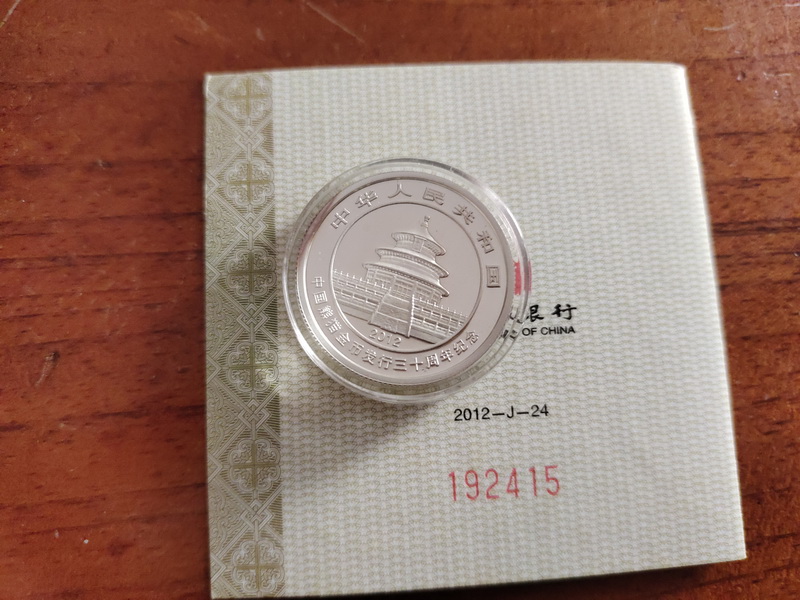 中华人民共和国
2012
中国熊猫金币发行三十周年纪念
银行
OF CHINA
2012-J-24
192415